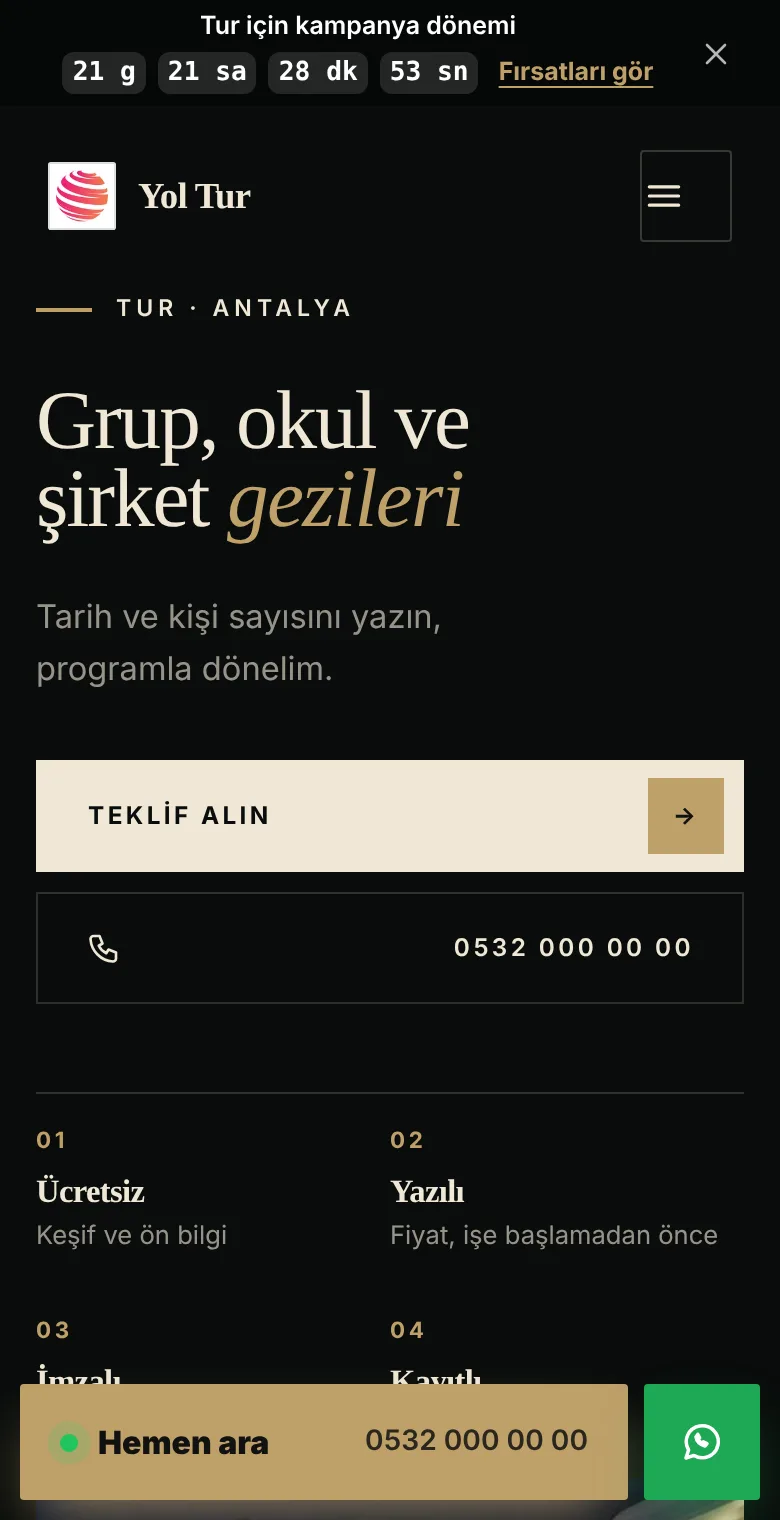 Tur için kampanya dönemi
21 g 21 sa 28 dk 53 sn Fırsatları gör
Yol Tur
TUR · ANTALYA
Grup, okul ve
şirket gezileri
Tarih ve kişi sayısını yazın,
programla dönelim.
TEKLİF ALIN
0532 000 00 00
01 02
Ücretsiz Yazılı
Keşif ve ön bilgi Fiyat, işe başlamadan önce
03 04
İmzalı Kayıtlı
Hemen ara 0532 000 00 00